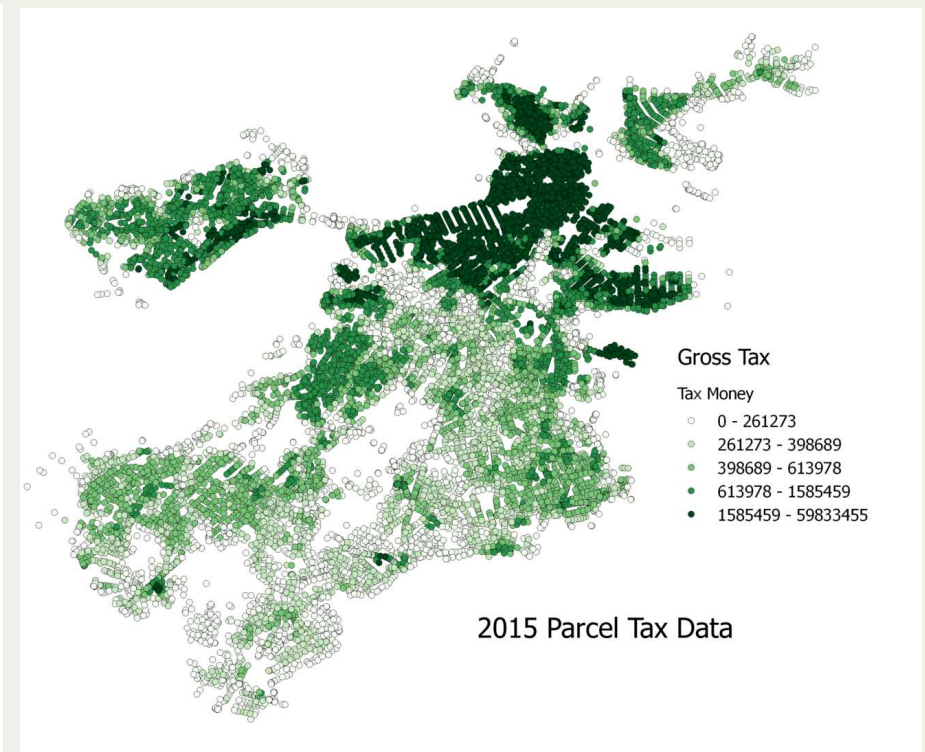 Gross Tax
Tax Money
0 - 261273
261273 - 398689
398689 - 613978
613978 - 1585459
1585459 - 59833455
2015 Parcel Tax Data